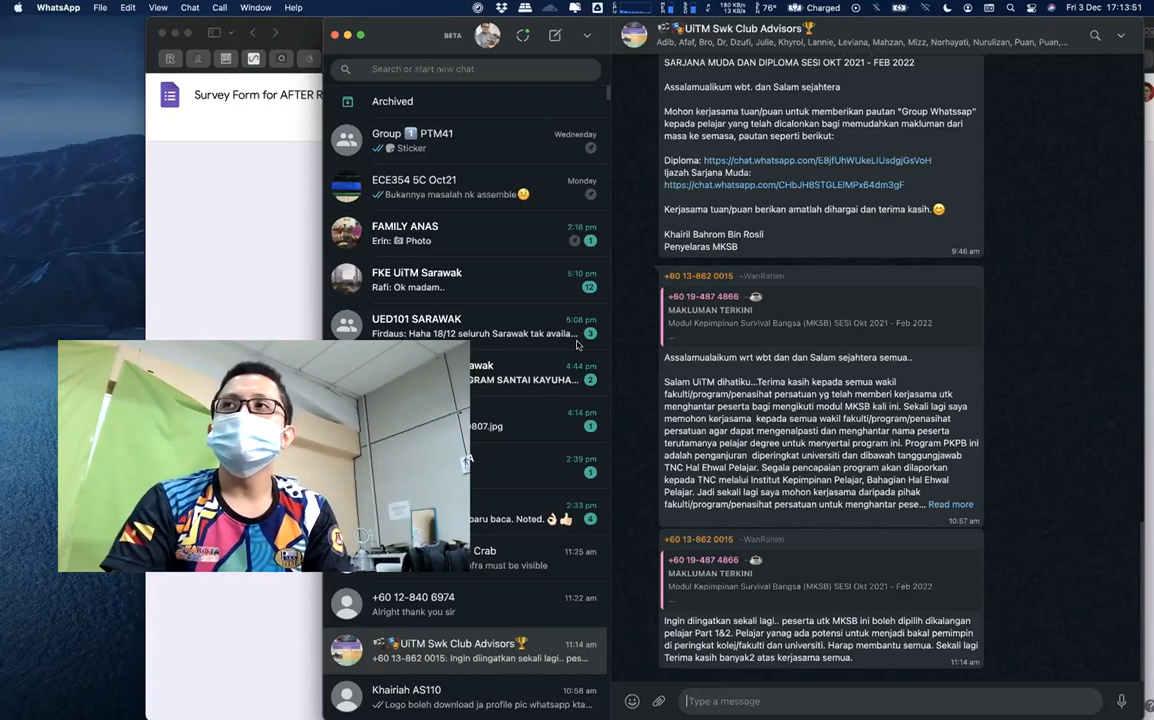 WhatsApp File Edit View Chat Call Window Help
180 KB/s
13 KB/s
76° Charged Fri 3 Dec 17:13:51
Survey Form for AFTER R
BETA
Search or start new chat
Archived
Group 1 PTM41
Wednesday
Sticker
ECE354 5C Oct21
Monday
Bukannya masalah nk assemble😐
FAMILY ANAS
2:18 pm
Erin: 📷 Photo
1
FKE UiTM Sarawak
5:10 pm
Rafi: Ok madam..
12
UED101 SARAWAK
5:08 pm
Firdaus: Haha 18/12 seluruh Sarawak tak availa...
3
awak
4:44 pm
GRAM SANTAI KAYUHA...
2
4:14 pm
0807.jpg
1
A
2:39 pm
1
2:33 pm
baru baca. Noted.👌🏻👍🏻
4
Crab
11:25 am
nfra must be visible
+60 12-840 6974
11:22 am
Alright thank you sir
UiTM Swk Club Advisors🏆
11:14 am
+60 13-862 0015: Ingin diingatkan sekali lagi.. pes...
Khairiah AS110
10:58 am
Logo boleh download ja profile pic whatsapp kta...
UiTM Swk Club Advisors🏆
Adib, Afaf, Bro, Dr, Dzufi, Julie, Khyrol, Lannie, Leviana, Mahzan, Mizz, Norhayati, Nurulizan, Puan, Puan,...
SARJANA MUDA DAN DIPLOMA SESI OKT 2021 - FEB 2022
Assalamualikum wbt. dan Salam sejahtera
Mohon kerjasama tuan/puan untuk memberikan pautan "Group Whatssap"
kepada pelajar yang telah dicalonkan bagi memudahkan makluman dari
masa ke semasa, pautan seperti berikut:
Diploma: https://chat.whatsapp.com/E8jfUhWUkeLIUsdgjGsVoH
Ijazah Sarjana Muda:
https://chat.whatsapp.com/CHbJH8STGLEIMPx64dm3gF
Kerjasama tuan/puan berikan amatlah dihargai dan terima kasih.😊
Khairil Bahrom Bin Rosli
Penyelaras MKSB
9:46 am
+60 13-862 0015 ~WanRahim
+60 19-487 4866 ~☕
MAKLUMAN TERKINI
Modul Kepimpinan Survival Bangsa (MKSB) SESI Okt 2021 - Feb 2022
...
Assalamualaikum wrt wbt dan dan Salam sejahtera semua..
Salam UiTM dihatiku...Terima kasih kepada semua wakil
fakulti/program/penasihat persatuan yg telah memberi kerjasama utk
menghantar peserta bagi mengikuti modul MKSB kali ini. Sekali lagi saya
memohon kerjasama kepada semua wakil fakulti/program/penasihat
persatuan agar dapat mengenalpasti dan menghantar nama peserta
terutamanya pelajar degree untuk menyertai program ini. Program PKPB ini
adalah penganjuran diperingkat universiti dan dibawah tanggungjawab
TNC Hal Ehwal Pelajar. Segala pencapaian program akan dilaporkan
kepada TNC melalui Institut Kepimpinan Pelajar, Bahagian Hal Ehwal
Pelajar. Jadi sekali lagi saya mohon kerjasama daripada pihak
fakulti/program/penasihat persatuan untuk menghantar pese... Read more
10:57 am
+60 13-862 0015 ~WanRahim
+60 19-487 4866 ~☕
MAKLUMAN TERKINI
Modul Kepimpinan Survival Bangsa (MKSB) SESI Okt 2021 - Feb 2022
...
Ingin diingatkan sekali lagi.. peserta utk MKSB ini boleh dipilih dikalangan
pelajar Part 1&2. Pelajar yanag ada potensi untuk menjadi bakal pemimpin
di peringkat kolej/fakulti dan universiti. Harap membantu semua. Sekali lagi
Terima kasih banyak2 atas kerjasama semua.
11:14 am
Type a message